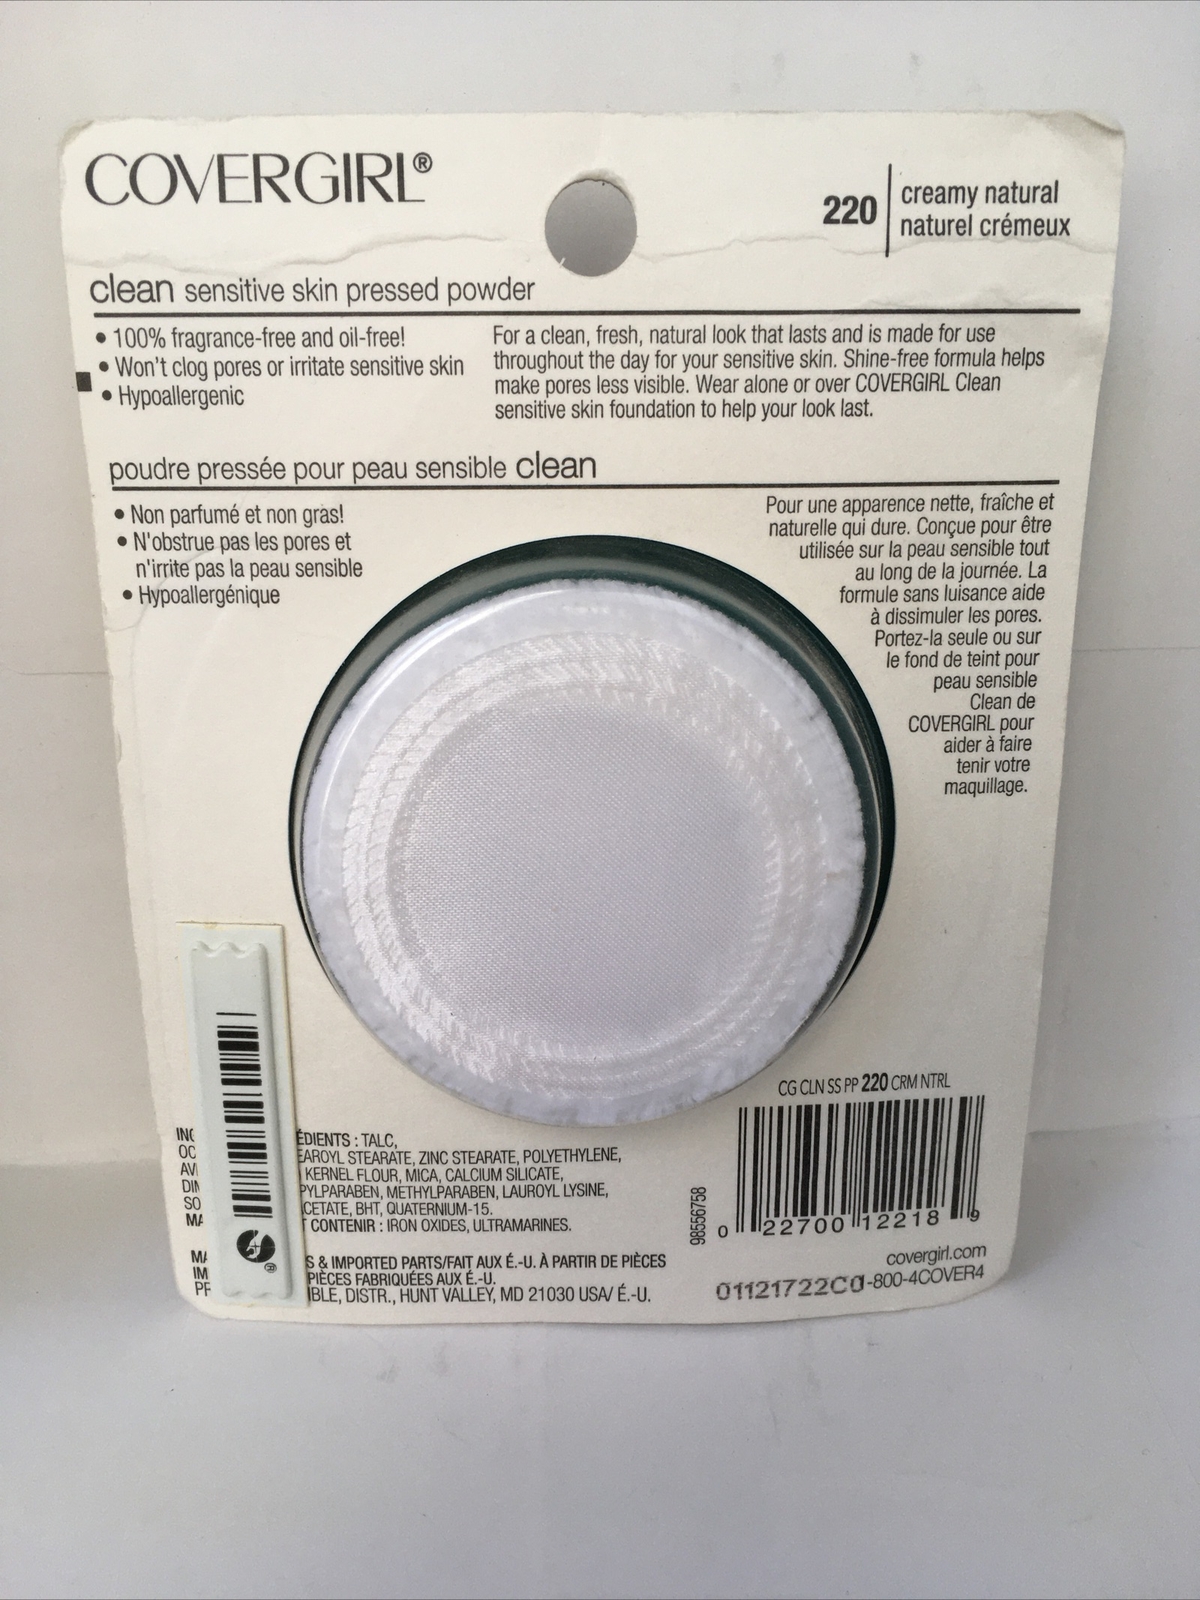 COVERGIRL®
220
creamy natural
naturel crémeux
clean sensitive skin pressed powder
• 100% fragrance-free and oil-free!
• Won't clog pores or irritate sensitive skin
• Hypoallergenic
For a clean, fresh, natural look that lasts and is made for use
throughout the day for your sensitive skin. Shine-free formula helps
make pores less visible. Wear alone or over COVERGIRL Clean
sensitive skin foundation to help your look last.
poudre pressée pour peau sensible clean
• Non parfumé et non gras!
• N'obstrue pas les pores et
n'irrite pas la peau sensible
• Hypoallergénique
Pour une apparence nette, fraîche et
naturelle qui dure. Conçue pour être
utilisée sur la peau sensible tout
au long de la journée. La
formule sans luisance aide
à dissimuler les pores.
Portez-la seule ou sur
le fond de teint pour
peau sensible
Clean de
COVERGIRL pour
aider à faire
tenir votre
maquillage.
ÉDIENTS : TALC,
EAROYL STEARATE, ZINC STEARATE, POLYETHYLENE,
KERNEL FLOUR, MICA, CALCIUM SILICATE,
PYLPARABEN, METHYLPARABEN, LAUROYL LYSINE,
CETATE, BHT, QUATERNIUM-15.
CONTENIR : IRON OXIDES, ULTRAMARINES.
S & IMPORTED PARTS/FAIT AUX É.-U. À PARTIR DE PIÈCES
PIÈCES FABRIQUÉES AUX É.-U.
IBLE, DISTR., HUNT VALLEY, MD 21030 USA/ É.-U.
CG CLN SS PP 220 CRM NTRL
98556758
0 22700 12218 9
covergirl.com
01121722C0 -800-4COVER4